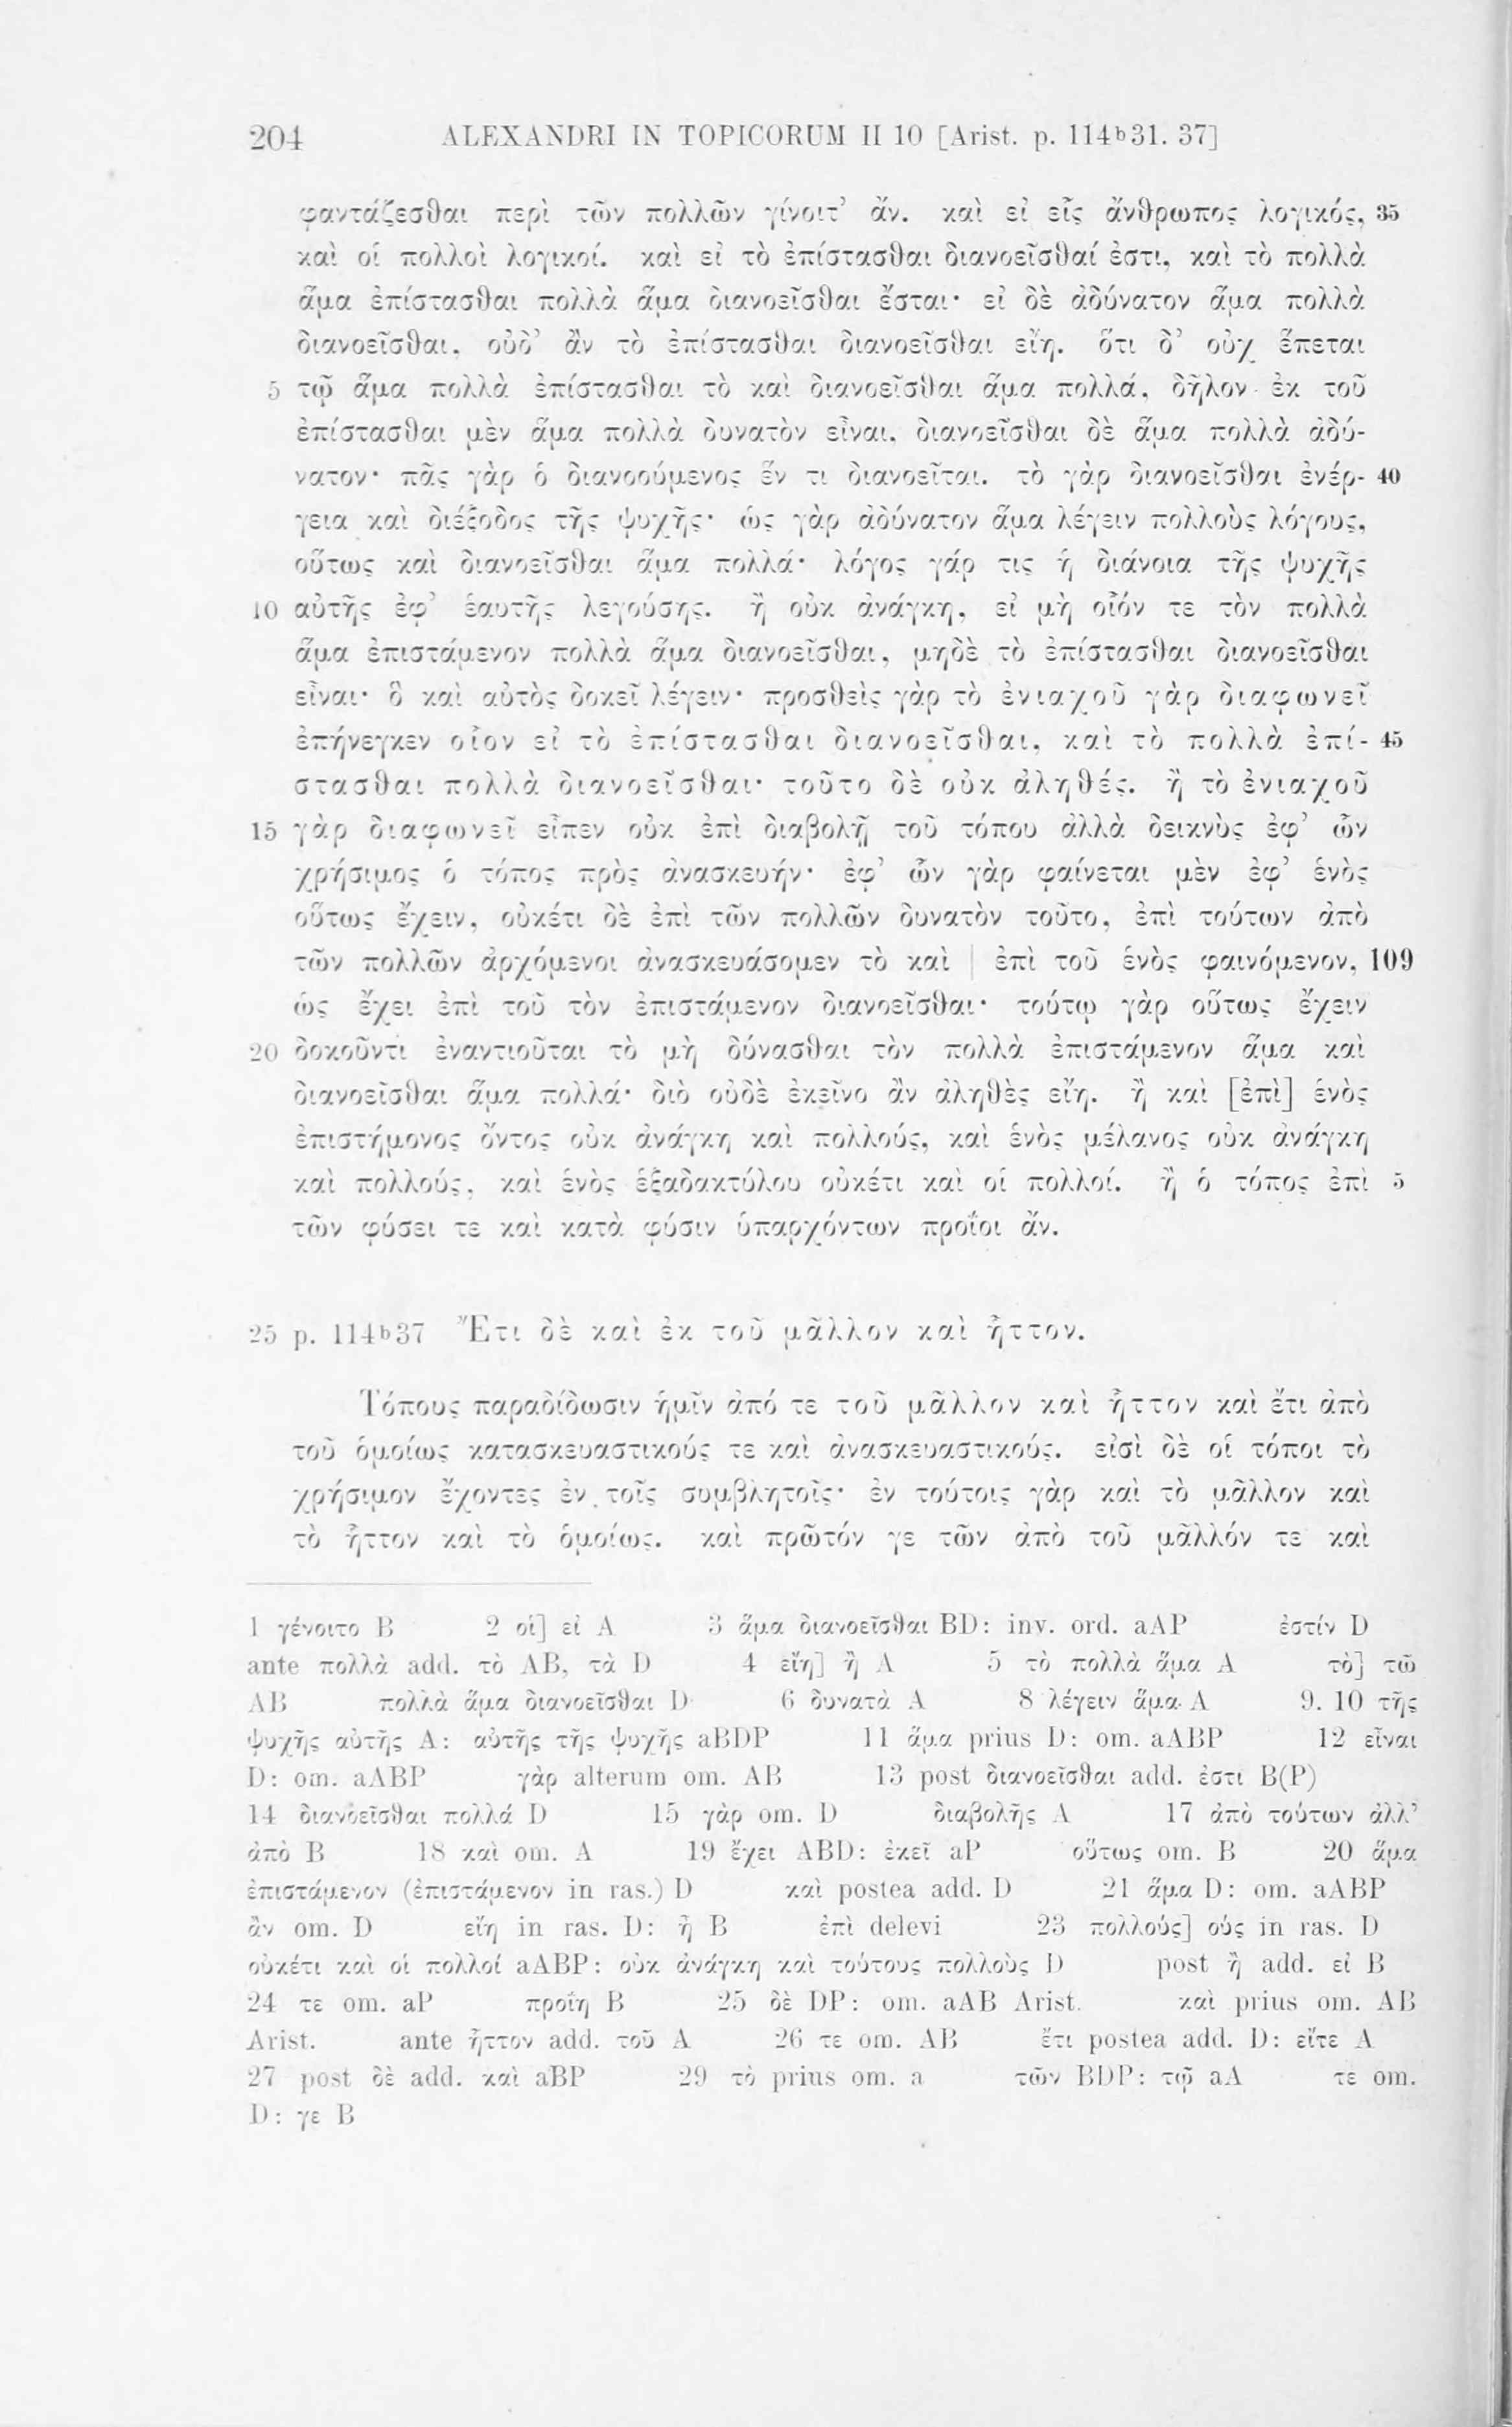 204 ALEXANDRI IN TOPICORUM II 10 [Arist. p. 114b31. 37]
φαντάζεσθαι περὶ τῶν πολλῶν γίνοιτ’ ἄν. καὶ εἰ εἷς ἄνθρωπος λογικός, 35
καὶ οἱ πολλοὶ λογικοί. καὶ εἰ τὸ ἐπίστασθαι διανοεῖσθαί ἐστι, καὶ τὸ πολλὰ
ἅμα ἐπίστασθαι πολλὰ ἅμα διανοεῖσθαι ἔσται· εἰ δὲ ἀδύνατον ἅμα πολλὰ
διανοεῖσθαι, οὐδ’ ἂν τὸ ἐπίστασθαι διανοεῖσθαι εἴη. ὅτι δ’ οὐχ ἕπεται
5 τῷ ἅμα πολλὰ ἐπίστασθαι τὸ καὶ διανοεῖσθαι ἅμα πολλά, δῆλον ἐκ τοῦ
ἐπίστασθαι μὲν ἅμα πολλὰ δυνατὸν εἶναι, διανοεῖσθαι δὲ ἅμα πολλὰ ἀδύ-
νατον· πᾶς γὰρ ὁ διανοούμενος ἕν τι διανοεῖται. τὸ γὰρ διανοεῖσθαι ἐνέρ- 40
γεια καὶ διέξοδος τῆς ψυχῆς· ὡς γὰρ ἀδύνατον ἅμα λέγειν πολλοὺς λόγους,
οὕτως καὶ διανοεῖσθαι ἅμα πολλά· λόγος γάρ τις ἡ διάνοια τῆς ψυχῆς
10 αὐτῆς ἐφ’ ἑαυτῆς λεγούσης. ἢ οὐκ ἀνάγκη, εἰ μὴ οἷόν τε τὸν πολλὰ
ἅμα ἐπιστάμενον πολλὰ ἅμα διανοεῖσθαι, μηδὲ τὸ ἐπίστασθαι διανοεῖσθαι
εἶναι· ὃ καὶ αὐτὸς δοκεῖ λέγειν· προσθεὶς γὰρ τὸ ἐνιαχοῦ γὰρ διαφωνεῖ
ἐπήνεγκεν οἷον εἰ τὸ ἐπίστασθαι διανοεῖσθαι, καὶ τὸ πολλὰ ἐπί- 45
στασθαι πολλὰ διανοεῖσθαι· τοῦτο δὲ οὐκ ἀληθές. ἢ τὸ ἐνιαχοῦ
15 γὰρ διαφωνεῖ εἶπεν οὐκ ἐπὶ διαβολῇ τοῦ τόπου ἀλλὰ δεικνὺς ἐφ’ ὧν
χρήσιμος ὁ τόπος πρὸς ἀνασκευήν· ἐφ’ ὧν γὰρ φαίνεται μὲν ἐφ’ ἑνὸς
οὕτως ἔχειν, οὐκέτι δὲ ἐπὶ τῶν πολλῶν δυνατὸν τοῦτο, ἐπὶ τούτων ἀπὸ
τῶν πολλῶν ἀρχόμενοι ἀνασκευάσομεν τὸ καὶ | ἐπὶ τοῦ ἑνὸς φαινόμενον, 109
ὡς ἔχει ἐπὶ τοῦ τὸν ἐπιστάμενον διανοεῖσθαι· τούτῳ γὰρ οὕτως ἔχειν
20 δοκοῦντι ἐναντιοῦται τὸ μὴ δύνασθαι τὸν πολλὰ ἐπιστάμενον ἅμα καὶ
διανοεῖσθαι ἅμα πολλά· διὸ οὐδὲ ἐκεῖνο ἂν ἀληθὲς εἴη. ἢ καὶ [ἐπὶ] ἑνὸς
ἐπιστήμονος ὄντος οὐκ ἀνάγκη καὶ πολλούς, καὶ ἑνὸς μέλανος οὐκ ἀνάγκη
καὶ πολλούς, καὶ ἑνὸς ἑξαδακτύλου οὐκέτι καὶ οἱ πολλοί. ἢ ὁ τόπος ἐπὶ 5
τῶν φύσει τε καὶ κατὰ φύσιν ὑπαρχόντων προΐοι ἄν.
25 p. 114b37 Ἔτι δὲ καὶ ἐκ τοῦ μᾶλλον καὶ ἧττον.
Τόπους παραδίδωσιν ἡμῖν ἀπό τε τοῦ μᾶλλον καὶ ἧττον καὶ ἔτι ἀπὸ
τοῦ ὁμοίως κατασκευαστικούς τε καὶ ἀνασκευαστικούς. εἰσὶ δὲ οἱ τόποι τὸ
χρήσιμον ἔχοντες ἐν τοῖς συμβλητοῖς· ἐν τούτοις γὰρ καὶ τὸ μᾶλλον καὶ
τὸ ἧττον καὶ τὸ ὁμοίως. καὶ πρῶτόν γε τῶν ἀπὸ τοῦ μᾶλλόν τε καὶ
1 γένοιτο B 2 οἱ] εἰ A 3 ἅμα διανοεῖσθαι BD: inv. ord. aAP ἐστίν D
ante πολλὰ add. τὸ AB, τὰ D 4 εἴη] ἢ A 5 τὸ πολλὰ ἅμα A τὸ] τῶ
AB πολλὰ ἅμα διανοεῖσθαι D 6 δυνατὰ A 8 λέγειν ἅμα A 9. 10 τῆς
ψυχῆς αὐτῆς A: αὐτῆς τῆς ψυχῆς aBDP 11 ἅμα prius D: om. aABP 12 εἶναι
D: om. aABP γὰρ alterum om. AB 13 post διανοεῖσθαι add. ἐστι B(P)
14 διανοεῖσθαι πολλά D 15 γὰρ om. D διαβολῆς A 17 ἀπὸ τούτων ἀλλ’
ἀπὸ B 18 καὶ om. A 19 ἔχει ABD: ἐκεῖ aP οὕτως om. B 20 ἅμα
ἐπιστάμενον (ἐπιστάμενον in ras.) D καὶ postea add. D 21 ἅμα D: om. aABP
ἂν om. D εἴη in ras. D: ἦ B ἐπὶ delevi 23 πολλούς] ούς in ras. D
οὐκέτι καὶ οἱ πολλοί aABP: οὐκ ἀνάγκη καὶ τούτους πολλοὺς D post ἢ add. εἰ B
24 τε om. aP προΐη B 25 δὲ DP: om. aAB Arist. καὶ prius om. AB
Arist. ante ἧττον add. τοῦ A 26 τε om. AB ἔτι postea add. D: εἴτε A
27 post δὲ add. καὶ aBP 29 τὸ prius om. a τῶν BDP: τῷ aA τε om.
D: γε B